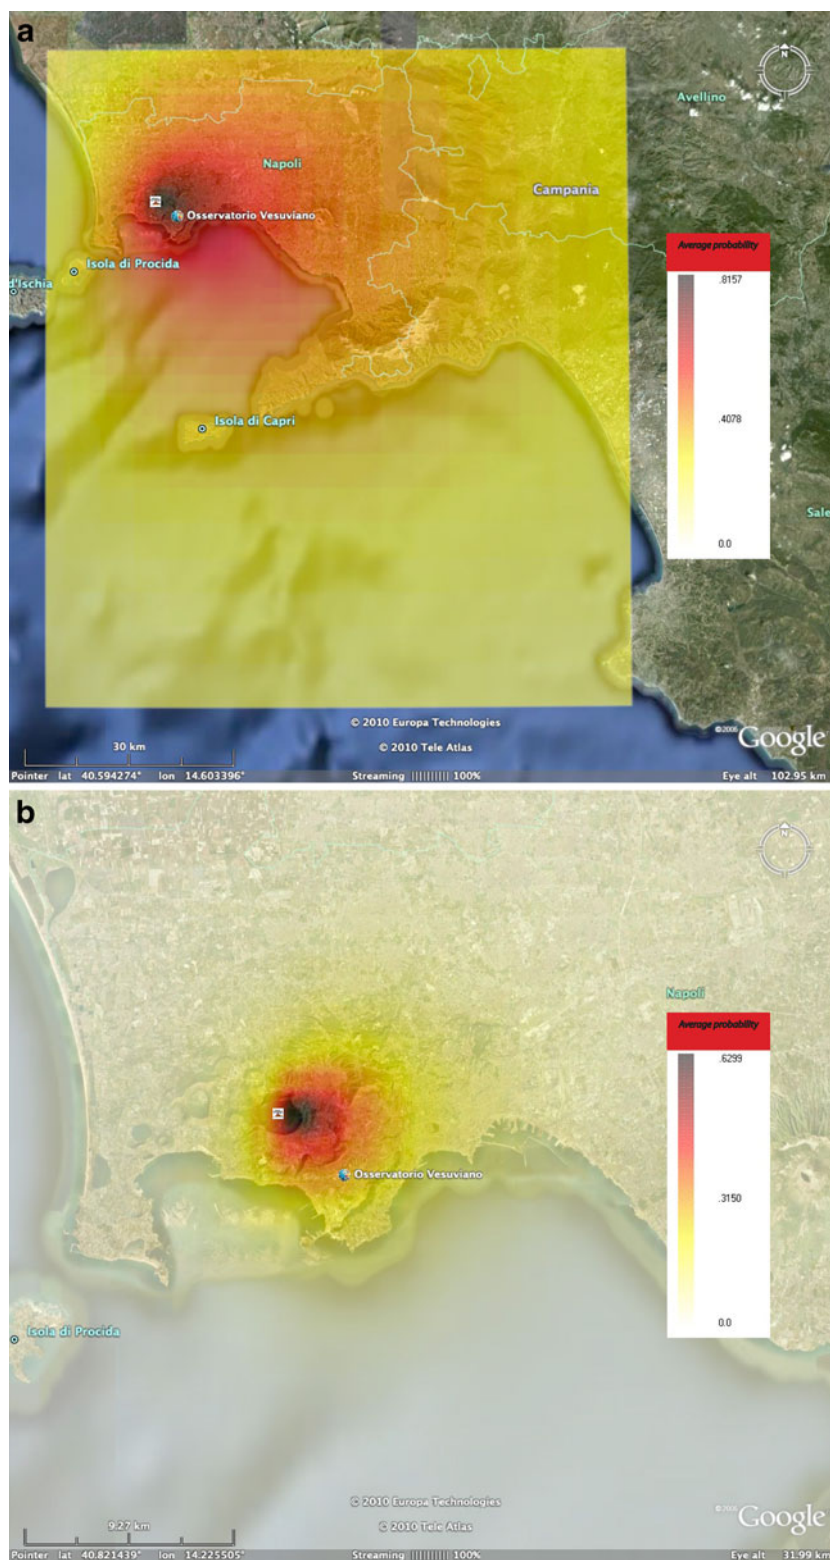 a
N
Avellino
Napoli
Campania
Osservatorio Vesuviano
Average probability
Isola di Procida
d'Ischia
.8157
.4078
Isola di Capri
Sale
0.0
© 2010 Europa Technologies
©2006 Google
30 km
© 2010 Tele Atlas
Pointer lat 40.594274° lon 14.603396° Streaming |||||||||| 100% Eye alt 102.95 km
b
N
Napoli
Average probability
.6299
Osservatorio Vesuviano
.3150
0.0
Isola di Procida
© 2010 Europa Technologies
©2006 Google
9.27 km
© 2010 Tele Atlas
Pointer lat 40.821439° lon 14.225505° Streaming |||||||||| 100% Eye alt 31.99 km